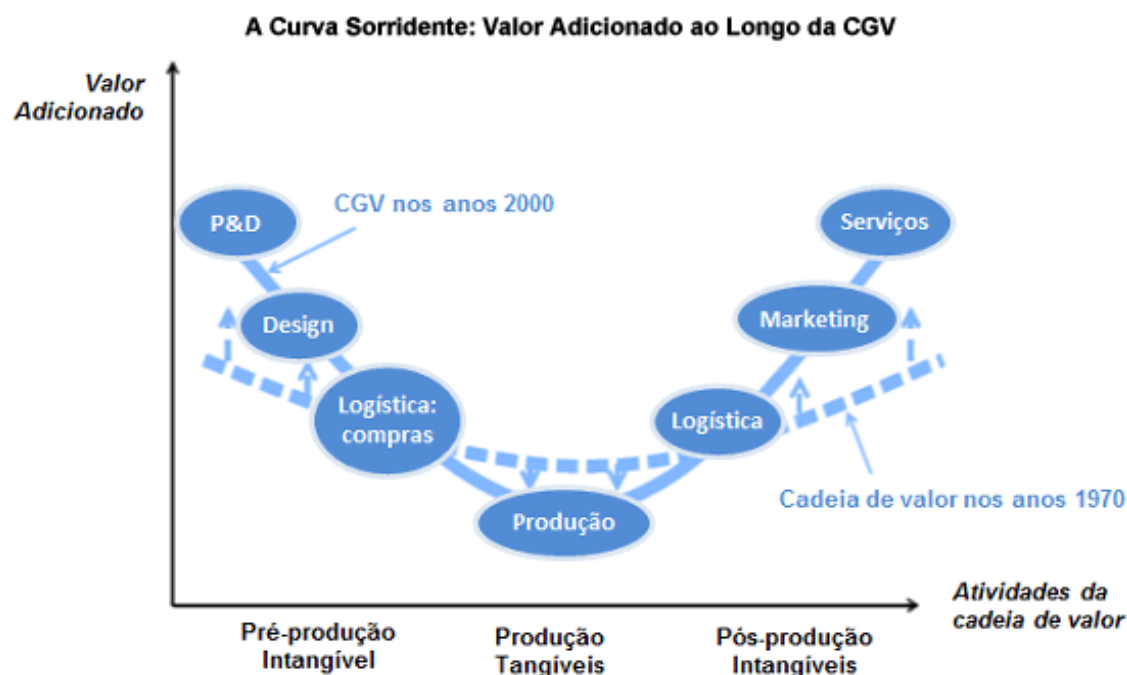 A Curva Sorridente: Valor Adicionado ao Longo da CGV
Valor
Adicionado
CGV nos anos 2000
P&D
Serviços
Design
Marketing
Logística:
compras
Logística
Cadeia de valor nos anos 1970
Produção
Atividades da
cadeia de valor
Pré-produção
Intangível
Produção
Tangíveis
Pós-produção
Intangíveis